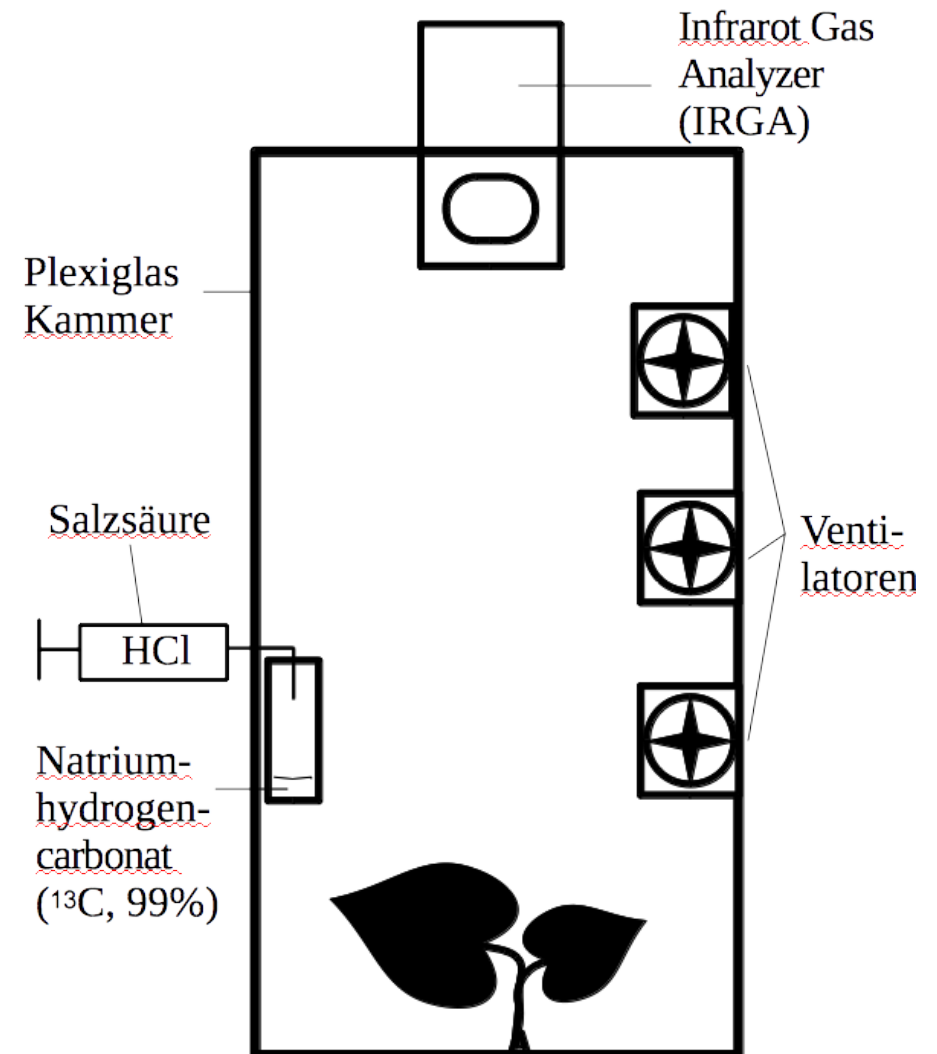 Infrarot Gas
Analyzer
(IRGA)
Plexiglas
Kammer
Salzsäure
HCl
Venti-
latoren
Natrium-
hydrogen-
carbonat
(¹³C, 99%)